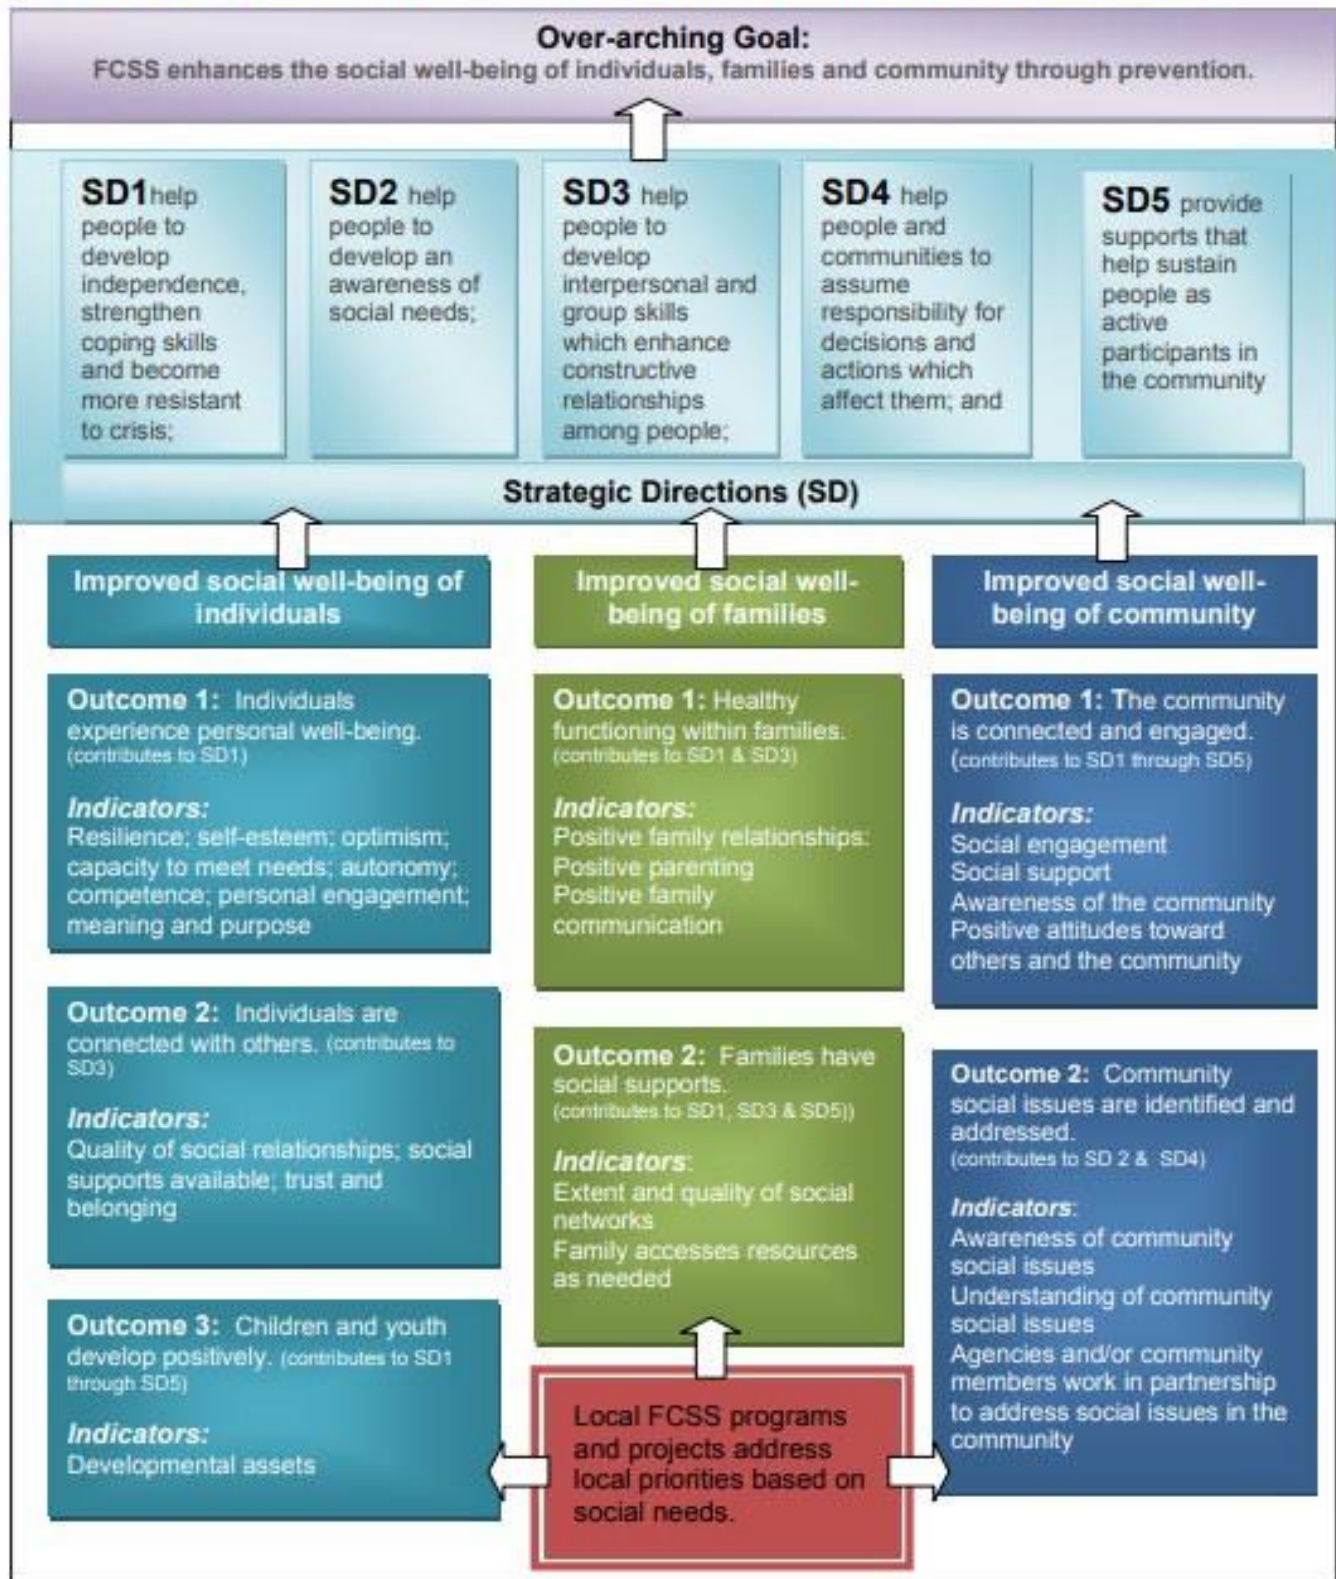 Over-arching Goal:
FCSS enhances the social well-being of individuals, families and community through prevention.
SD1 help
people to
develop
independence,
strengthen
coping skills
and become
more resistant
to crisis;
SD2 help
people to
develop an
awareness of
social needs;
SD3 help
people to
develop
interpersonal and
group skills
which enhance
constructive
relationships
among people;
SD4 help
people and
communities to
assume
responsibility for
decisions and
actions which
affect them; and
SD5 provide
supports that
help sustain
people as
active
participants in
the community
Strategic Directions (SD)
Improved social well-being of
individuals
Outcome 1: Individuals
experience personal well-being.
(contributes to SD1)
Indicators:
Resilience; self-esteem; optimism;
capacity to meet needs; autonomy;
competence; personal engagement;
meaning and purpose
Outcome 2: Individuals are
connected with others. (contributes to
SD3)
Indicators:
Quality of social relationships; social
supports available; trust and
belonging
Outcome 3: Children and youth
develop positively. (contributes to SD1
through SD5)
Indicators:
Developmental assets
Improved social well-
being of families
Outcome 1: Healthy
functioning within families.
(contributes to SD1 & SD3)
Indicators:
Positive family relationships:
Positive parenting
Positive family
communication
Outcome 2: Families have
social supports.
(contributes to SD1, SD3 & SD5))
Indicators:
Extent and quality of social
networks
Family accesses resources
as needed
Improved social well-
being of community
Outcome 1: The community
is connected and engaged.
(contributes to SD1 through SD5)
Indicators:
Social engagement
Social support
Awareness of the community
Positive attitudes toward
others and the community
Outcome 2: Community
social issues are identified and
addressed.
(contributes to SD 2 & SD4)
Indicators:
Awareness of community
social issues
Understanding of community
social issues
Agencies and/or community
members work in partnership
to address social issues in the
community
Local FCSS programs
and projects address
local priorities based on
social needs.